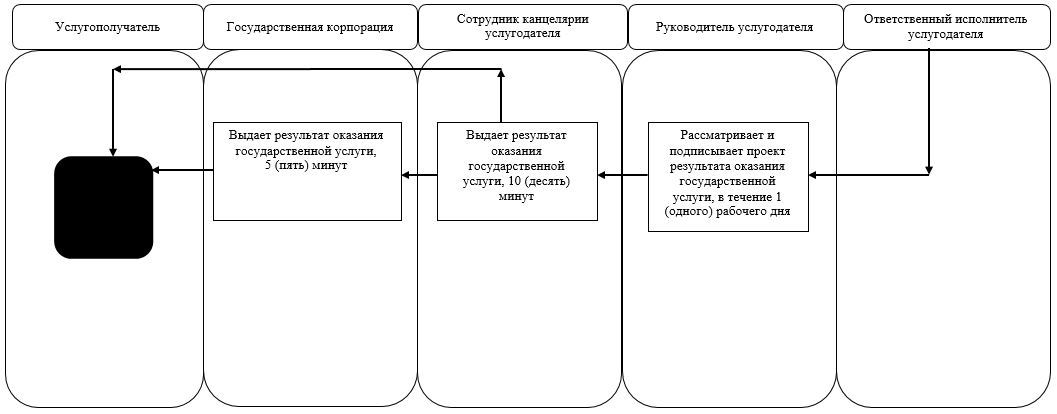 Услугополучатель
Государственная корпорация
Сотрудник канцелярии
услугодателя
Руководитель услугодателя
Ответственный исполнитель
услугодателя
Выдает результат оказания
государственной услуги,
5 (пять) минут
Выдает результат
оказания
государственной
услуги, 10 (десять)
минут
Рассматривает и
подписывает проект
результата оказания
государственной
услуги, в течение 1
(одного) рабочего дня